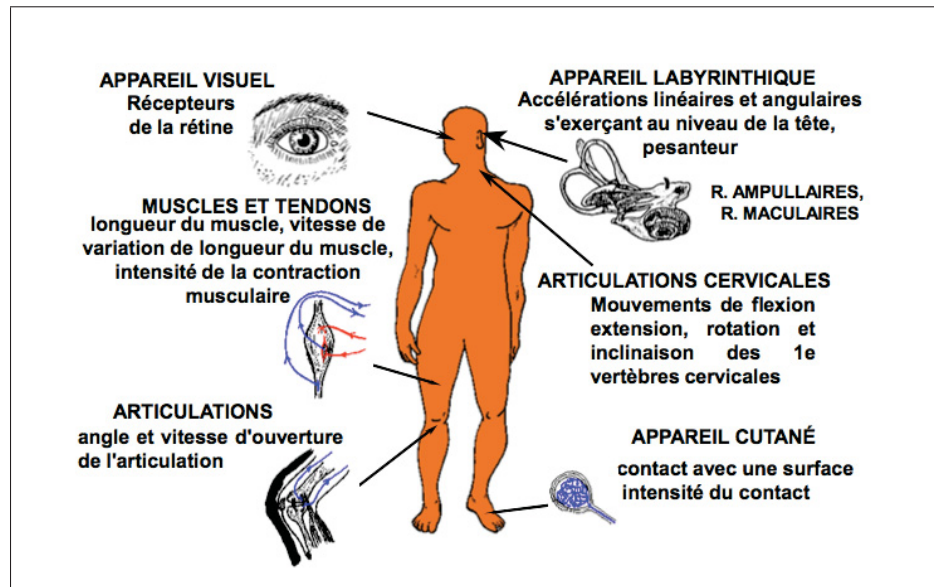 APPAREIL VISUEL
Récepteurs
de la rétine
APPAREIL LABYRINTHIQUE
Accélérations linéaires et angulaires
s'exerçant au niveau de la tête,
pesanteur
R. AMPULLAIRES,
R. MACULAIRES
MUSCLES ET TENDONS
longueur du muscle, vitesse de
variation de longueur du muscle,
intensité de la contraction
musculaire
ARTICULATIONS CERVICALES
Mouvements de flexion
extension, rotation et
inclinaison des 1e
vertèbres cervicales
ARTICULATIONS
angle et vitesse d'ouverture
de l'articulation
APPAREIL CUTANÉ
contact avec une surface
intensité du contact